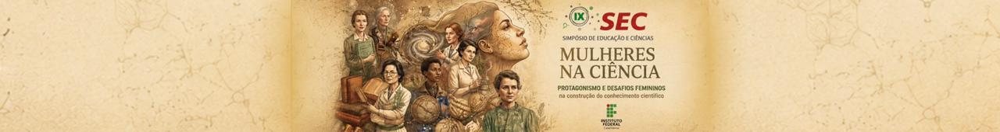 IX
SEC
SIMPÓSIO DE EDUCAÇÃO E CIÊNCIAS
MULHERES
NA CIÊNCIA
PROTAGONISMO E DESAFIOS FEMININOS
na construção do conhecimento científico
INSTITUTO
FEDERAL